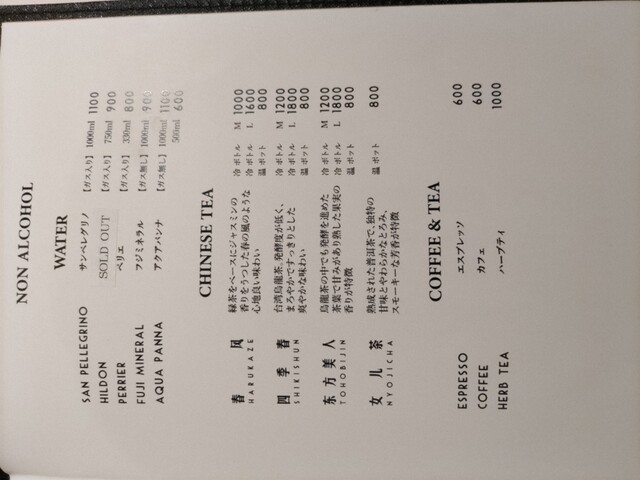 NON ALCOHOL
WATER
SAN PELLEGRINO サンペレグリノ 【ガス入り】 1000ml 1100
HILDON SOLD OUT 【ガス入り】 750ml 900
PERRIER ペリエ 【ガス入り】 330ml 800
FUJI MINERAL フジミネラル 【ガス無し】 1000ml 900
AQUA PANNA アクアパンナ 【ガス無し】 1000ml 1100
500ml 600
CHINESE TEA
春風 緑茶をベースにジャスミンの 冷 ボトル M 1000
HARUKAZE 香りをうつした春の風のような 冷 ボトル L 1600
心地良い味わい 温 ポット 800
四季春 台湾烏龍茶。発酵度が低く、 冷 ボトル M 1200
SHIKISHUN まろやかですっきりとした 冷 ボトル L 1800
爽やかな味わい 温 ポット 800
东方美人 烏龍茶の中でも発酵を進めた 冷 ボトル M 1200
TOHOBIJIN 茶葉で甘みがあり熟した果実の 冷 ボトル L 1800
香りが特徴 温 ポット 800
女儿茶 熟成された普洱茶で、独特の 温 ポット 800
NYOJICHA 甘味とやわらかなとろみ、
スモーキーな芳香が特徴
COFFEE & TEA
ESPRESSO エスプレッソ 600
COFFEE カフェ 600
HERB TEA ハーブティ 1000